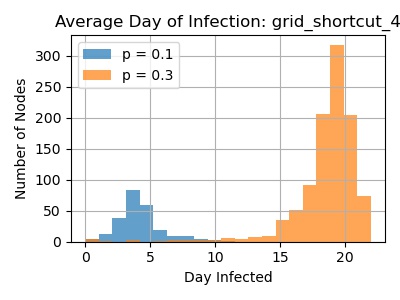 Average Day of Infection: grid_shortcut_4
p = 0.1
p = 0.3
Number of Nodes
300
250
200
150
100
50
0
0 5 10 15 20
Day Infected